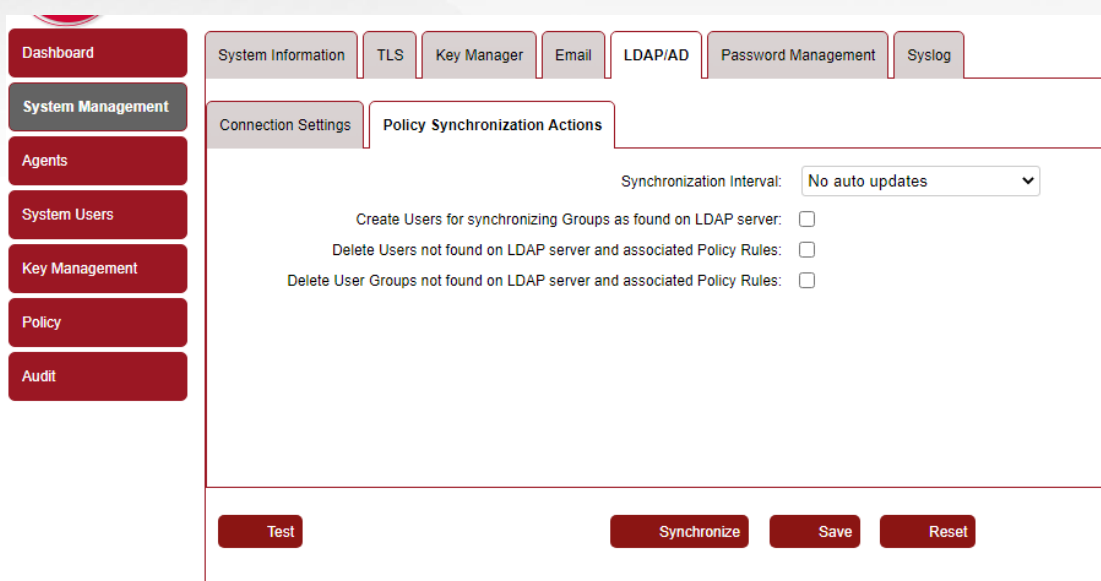 Dashboard
System Management
Agents
System Users
Key Management
Policy
Audit
System Information TLS Key Manager Email LDAP/AD Password Management Syslog
Connection Settings Policy Synchronization Actions
Synchronization Interval: No auto updates
Create Users for synchronizing Groups as found on LDAP server:
Delete Users not found on LDAP server and associated Policy Rules:
Delete User Groups not found on LDAP server and associated Policy Rules:
Test Synchronize Save Reset